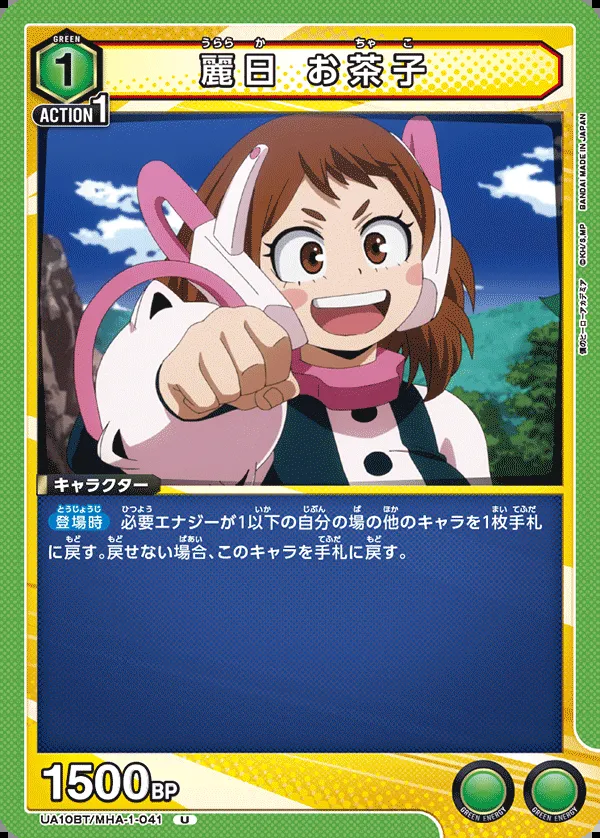 GREEN
1
ACTION1
うらら か ちゃ こ
麗日 お茶子
BANDAI MADE IN JAPAN
©KH/S,MP
僕のヒーローアカデミア
キャラクター
とうじょうじ ひつよう いか じぶん ば ほか まい てふだ
登場時 必要エナジーが1以下の自分の場の他のキャラを1枚手札
もど もど ばあい てふだ もど
に戻す。戻せない場合、このキャラを手札に戻す。
1500BP
UA10BT/MHA-1-041 U
GREEN ENERGY GREEN ENERGY